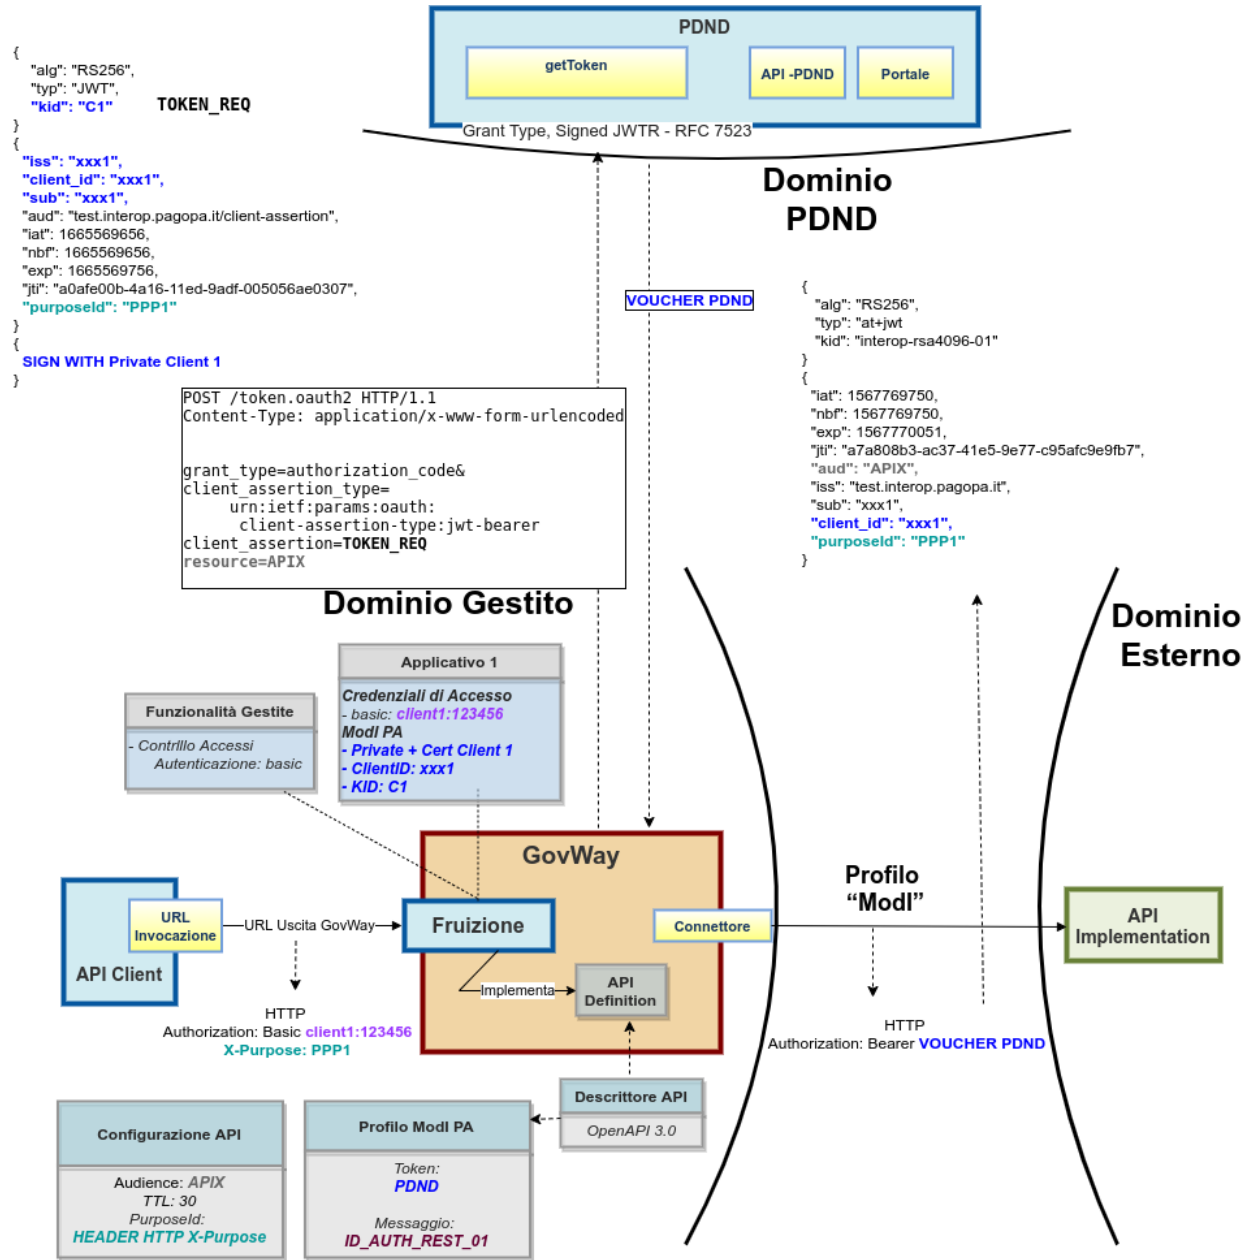 PDND
getToken
API -PDND
Portale
Grant Type, Signed JWTR - RFC 7523
{
"alg": "RS256",
"typ": "JWT",
"kid": "C1"
TOKEN_REQ
}
{
"iss": "xxx1",
"client_id": "xxx1",
"sub": "xxx1",
"aud": "test.interop.pagopa.it/client-assertion",
"iat": 1665569656,
"nbf": 1665569656,
"exp": 1665569756,
"jti": "a0afe00b-4a16-11ed-9adf-005056ae0307",
"purposeId": "PPP1"
}
{
SIGN WITH Private Client 1
}
Dominio
PDND
VOUCHER PDND
{
"alg": "RS256",
"typ": "at+jwt
"kid": "interop-rsa4096-01"
}
{
"iat": 1567769750,
"nbf": 1567769750,
"exp": 1567770051,
"jti": "a7a808b3-ac37-41e5-9e77-c95afc9e9fb7",
"aud": "APIX",
"iss": "test.interop.pagopa.it",
"sub": "xxx1",
"client_id": "xxx1",
"purposeId": "PPP1"
}
POST /token.oauth2 HTTP/1.1
Content-Type: application/x-www-form-urlencoded
grant_type=authorization_code&
client_assertion_type=
urn:ietf:params:oauth:
client-assertion-type:jwt-bearer
client_assertion=TOKEN_REQ
resource=APIX
Dominio Gestito
Dominio
Esterno
Applicativo 1
Credenziali di Accesso
- basic: client1:123456
ModI PA
- Private + Cert Client 1
- ClientID: xxx1
- KID: C1
Funzionalità Gestite
- Contrlllo Accessi
Autenticazione: basic
GovWay
URL
Invocazione
API Client
URL Uscita GovWay
Fruizione
Connettore
Implementa
API
Definition
Profilo
“ModI”
API
Implementation
HTTP
Authorization: Basic client1:123456
X-Purpose: PPP1
HTTP
Authorization: Bearer VOUCHER PDND
Descrittore API
OpenAPI 3.0
Configurazione API
Audience: APIX
TTL: 30
PurposeId:
HEADER HTTP X-Purpose
Profilo ModI PA
Token:
PDND
Messaggio:
ID_AUTH_REST_01